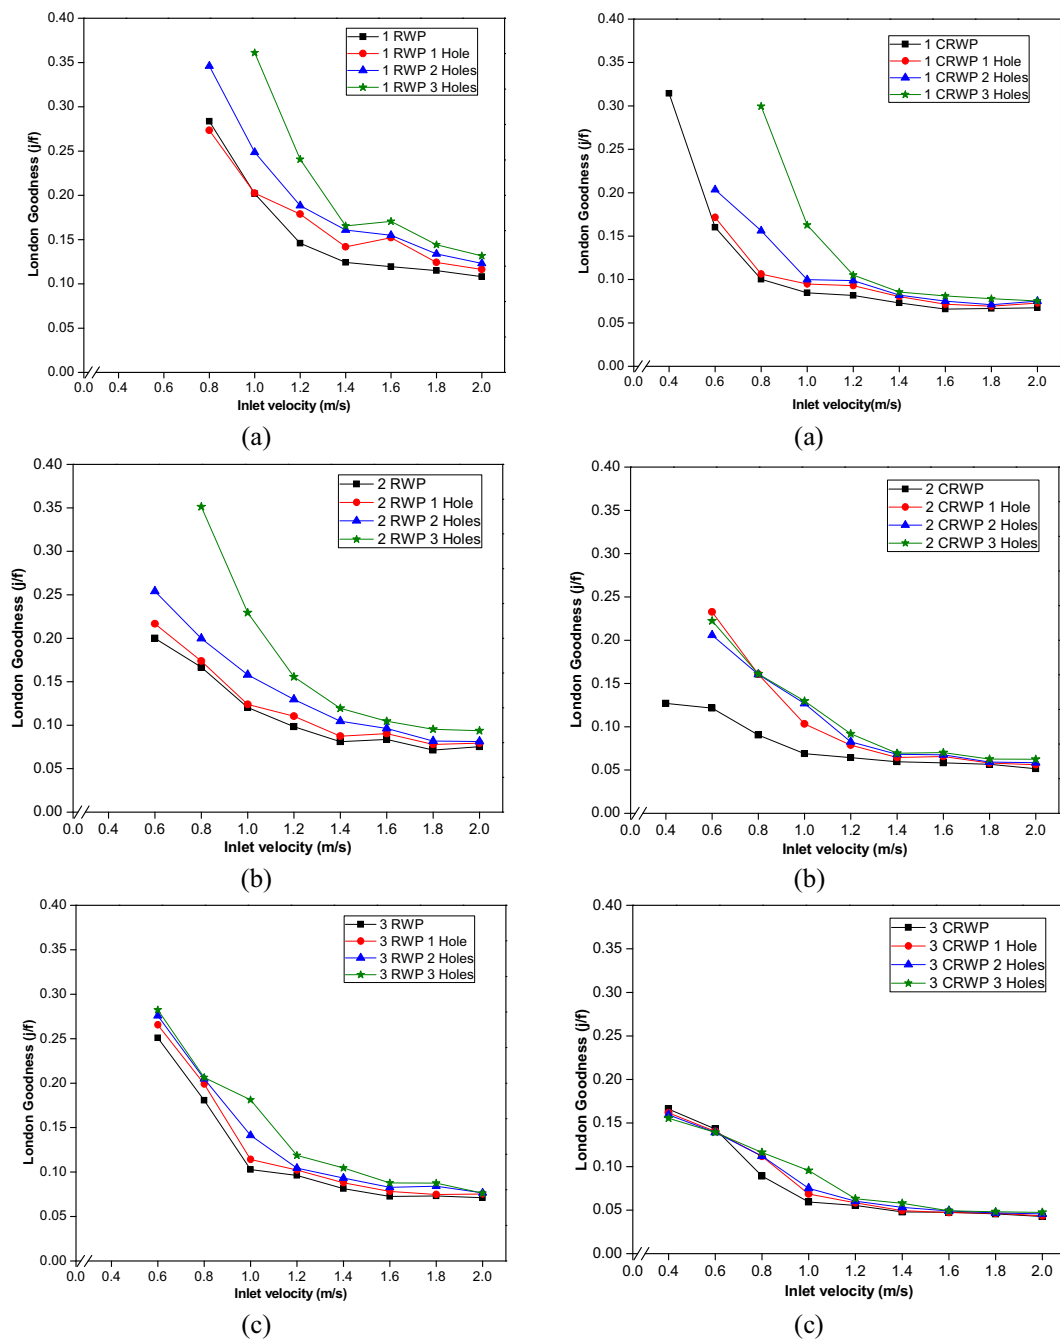 0.40
0.35
0.30
0.25
0.20
0.15
0.10
0.05
0.00
London Goodness (j/f)
1 RWP
1 RWP 1 Hole
1 RWP 2 Holes
1 RWP 3 Holes
0.0 0.4 0.6 0.8 1.0 1.2 1.4 1.6 1.8 2.0
Inlet velocity (m/s)
(a)
0.40
0.35
0.30
0.25
0.20
0.15
0.10
0.05
0.00
London Goodness (j/f)
1 CRWP
1 CRWP 1 Hole
1 CRWP 2 Holes
1 CRWP 3 Holes
0.0 0.4 0.6 0.8 1.0 1.2 1.4 1.6 1.8 2.0
Inlet velocity(m/s)
(a)
0.40
0.35
0.30
0.25
0.20
0.15
0.10
0.05
0.00
London Goodness (j/f)
2 RWP
2 RWP 1 Hole
2 RWP 2 Holes
2 RWP 3 Holes
0.0 0.4 0.6 0.8 1.0 1.2 1.4 1.6 1.8 2.0
Inlet velocity (m/s)
(b)
0.40
0.35
0.30
0.25
0.20
0.15
0.10
0.05
0.00
London Goodness (j/f)
2 CRWP
2 CRWP 1 Hole
2 CRWP 2 Holes
2 CRWP 3 Holes
0.0 0.4 0.6 0.8 1.0 1.2 1.4 1.6 1.8 2.0
Inlet velocity (m/s)
(b)
0.40
0.35
0.30
0.25
0.20
0.15
0.10
0.05
0.00
London Goodness (j/f)
3 RWP
3 RWP 1 Hole
3 RWP 2 Holes
3 RWP 3 Holes
0.0 0.4 0.6 0.8 1.0 1.2 1.4 1.6 1.8 2.0
Inlet velocity (m/s)
(c)
0.40
0.35
0.30
0.25
0.20
0.15
0.10
0.05
0.00
London Goodness (j/f)
3 CRWP
3 CRWP 1 Hole
3 CRWP 2 Holes
3 CRWP 3 Holes
0.0 0.4 0.6 0.8 1.0 1.2 1.4 1.6 1.8 2.0
Inlet velocity (m/s)
(c)